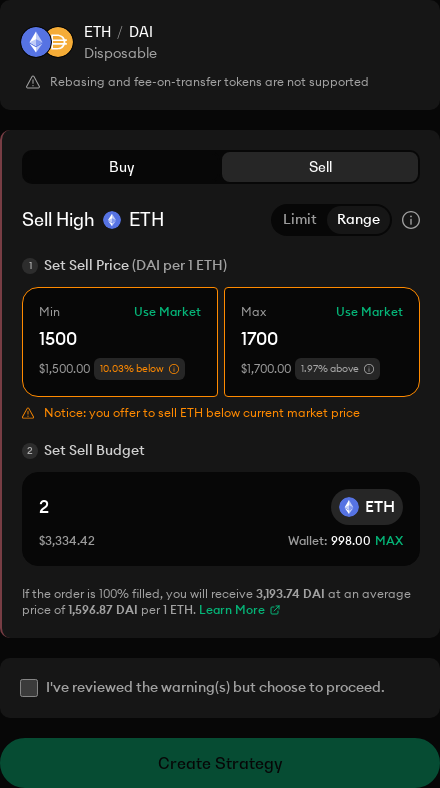 ETH / DAI
Disposable
Rebasing and fee-on-transfer tokens are not supported
Buy Sell
Sell High ETH Limit Range
1 Set Sell Price (DAI per 1 ETH)
Min Use Market Max Use Market
1500 1700
$1,500.00 10.03% below $1,700.00 1.97% above
Notice: you offer to sell ETH below current market price
2 Set Sell Budget
2 ETH
$3,334.42 Wallet: 998.00 MAX
If the order is 100% filled, you will receive 3,193.74 DAI at an average
price of 1,596.87 DAI per 1 ETH. Learn More
I've reviewed the warning(s) but choose to proceed.
Create Strategy